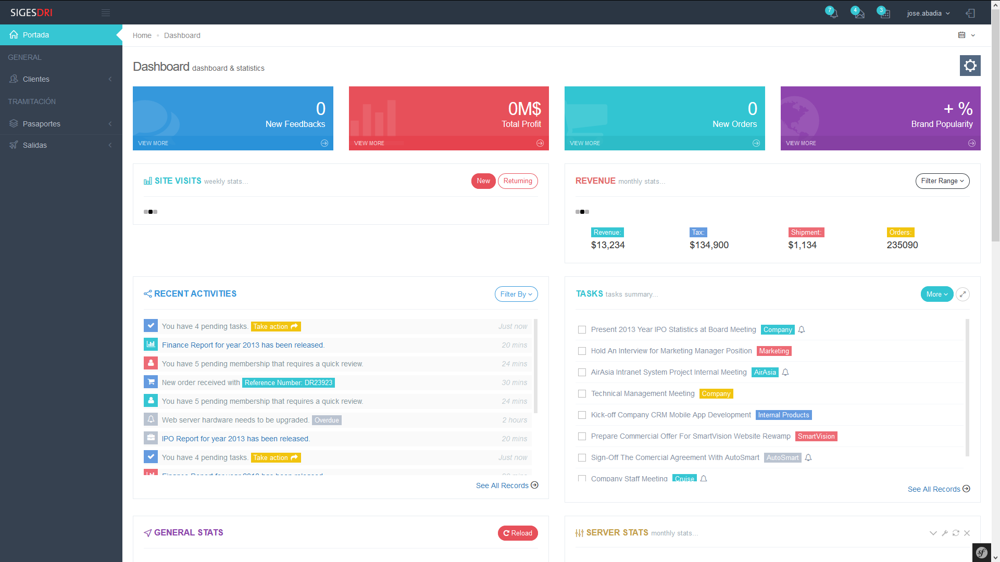 SIGESDRI
7
4
3
jose.abadia
Portada
GENERAL
Clientes
TRAMITACIÓN
Pasaportes
Salidas
Home
Dashboard
Dashboard dashboard & statistics
0
New Feedbacks
VIEW MORE
0M$
Total Profit
VIEW MORE
0
New Orders
VIEW MORE
+ %
Brand Popularity
VIEW MORE
SITE VISITS weekly stats...
New
Returning
REVENUE monthly stats...
Filter Range
Revenue:
$13,234
Tax:
$134,900
Shipment:
$1,134
Orders:
235090
RECENT ACTIVITIES
Filter By
You have 4 pending tasks. Take action Just now
Finance Report for year 2013 has been released. 20 mins
You have 5 pending membership that requires a quick review. 24 mins
New order received with Reference Number: DR23923 30 mins
You have 5 pending membership that requires a quick review. 24 mins
Web server hardware needs to be upgraded. Overdue 2 hours
IPO Report for year 2013 has been released. 20 mins
You have 4 pending tasks. Take action Just now
Finance Report for year 2013 has been released. 20 mins
See All Records
TASKS tasks summary...
More
Present 2013 Year IPO Statistics at Board Meeting Company
Hold An Interview for Marketing Manager Position Marketing
AirAsia Intranet System Project Internal Meeting AirAsia
Technical Management Meeting Company
Kick-off Company CRM Mobile App Development Internal Products
Prepare Commercial Offer For SmartVision Website Rewamp SmartVision
Sign-Off The Comercial Agreement With AutoSmart AutoSmart
Company Staff Meeting Cruise
See All Records
GENERAL STATS
Reload
SERVER STATS monthly stats...
sf